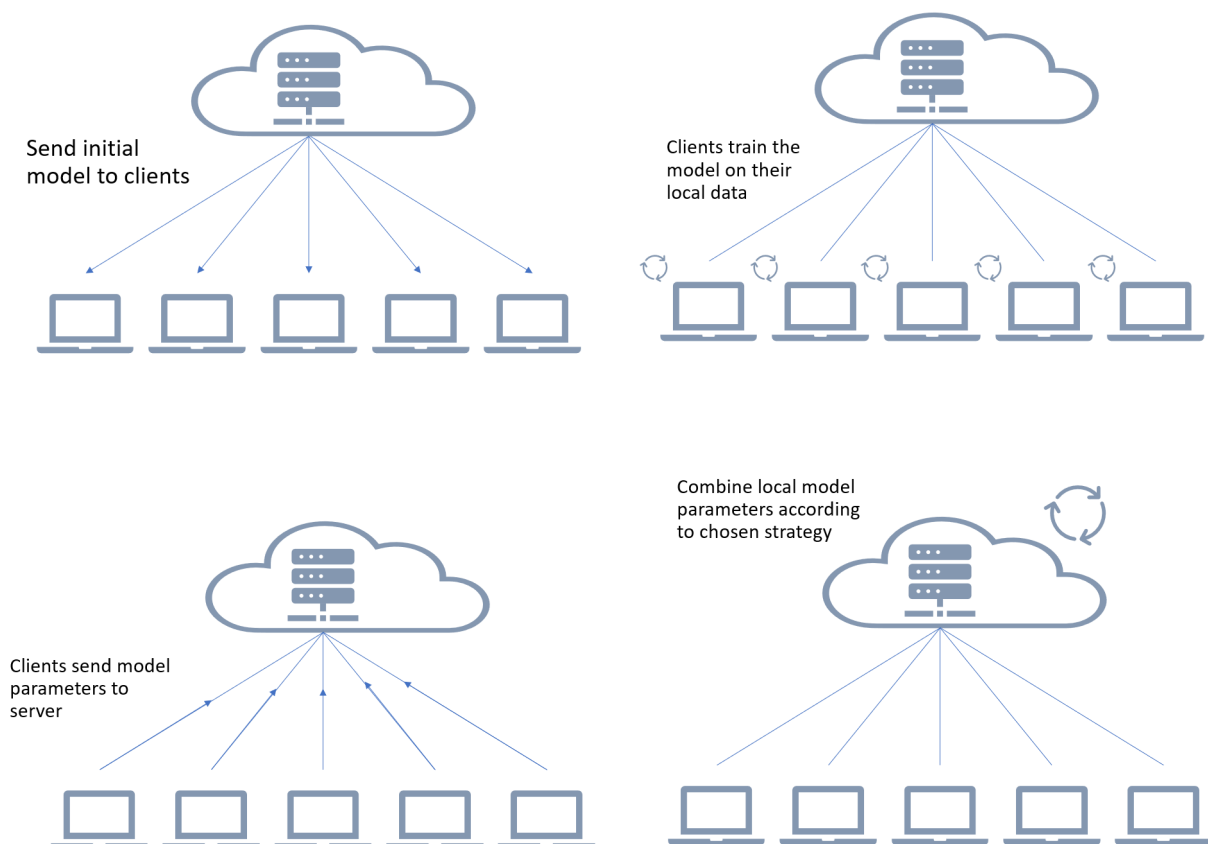 Send initial
model to clients
Clients train the
model on their
local data
Clients send model
parameters to
server
Combine local model
parameters according
to chosen strategy